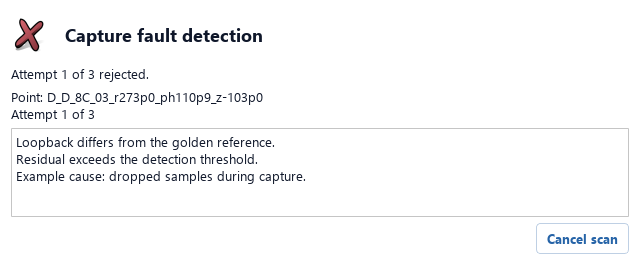 Capture fault detection
Attempt 1 of 3 rejected.
Point: D_D_8C_03_r273p0_ph110p9_z-103p0
Attempt 1 of 3
Loopback differs from the golden reference.
Residual exceeds the detection threshold.
Example cause: dropped samples during capture.
Cancel scan